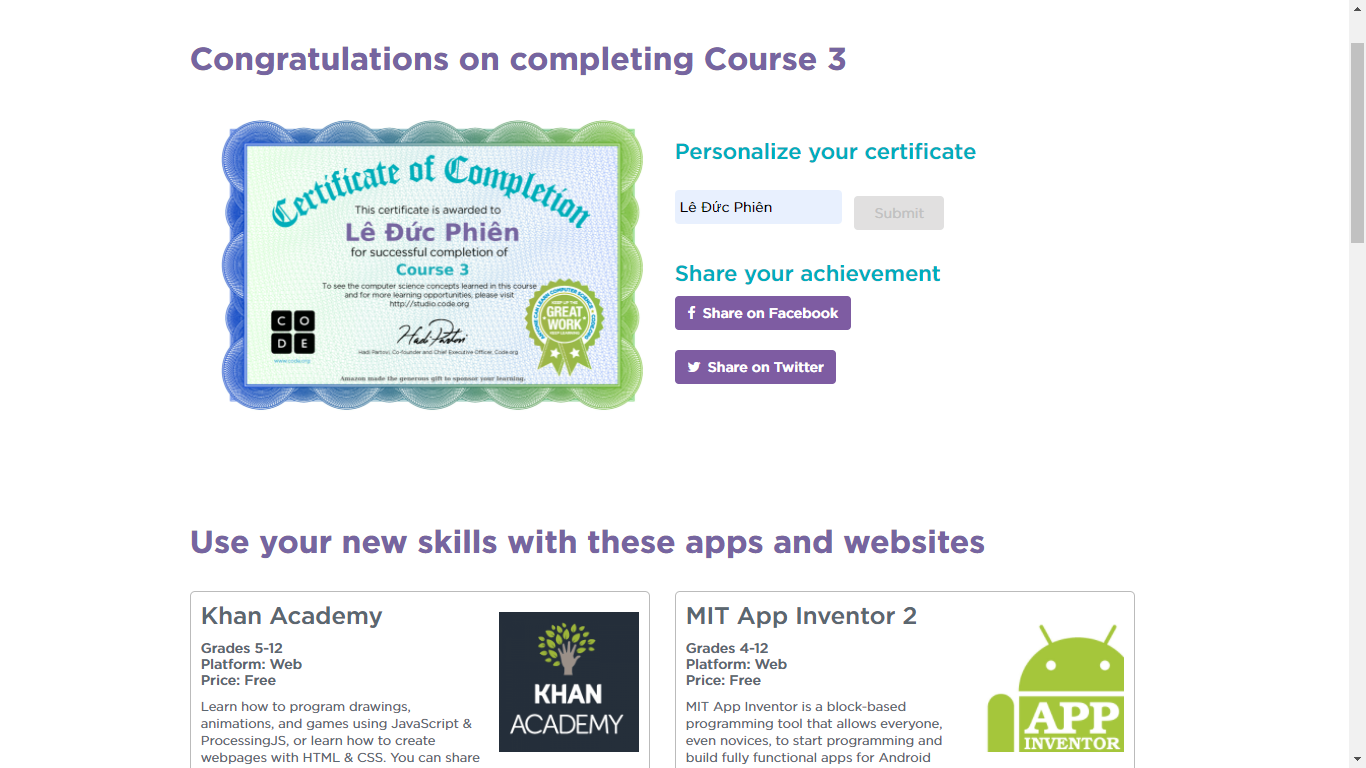 Congratulations on completing Course 3
Certificate of Completion
This certificate is awarded to
Lê Đức Phiên
for successful completion of
Course 3
To see the computer science concepts learned in this course
and for more learning opportunities, please visit
http://studio.code.org
C O
D E
www.code.org
Hadi Partovi
Hadi Partovi, Co-founder and Chief Executive Officer, Code.org
GREAT
WORK
Amazon made the generous gift to sponsor your learning.
Personalize your certificate
Lê Đức Phiên
Submit
Share your achievement
Share on Facebook
Share on Twitter
Use your new skills with these apps and websites
Khan Academy
Grades 5-12
Platform: Web
Price: Free
Learn how to program drawings,
animations, and games using JavaScript &
ProcessingJS, or learn how to create
webpages with HTML & CSS. You can share
KHAN
ACADEMY
MIT App Inventor 2
Grades 4-12
Platform: Web
Price: Free
MIT App Inventor is a block-based
programming tool that allows everyone,
even novices, to start programming and
build fully functional apps for Android
APP
INVENTOR